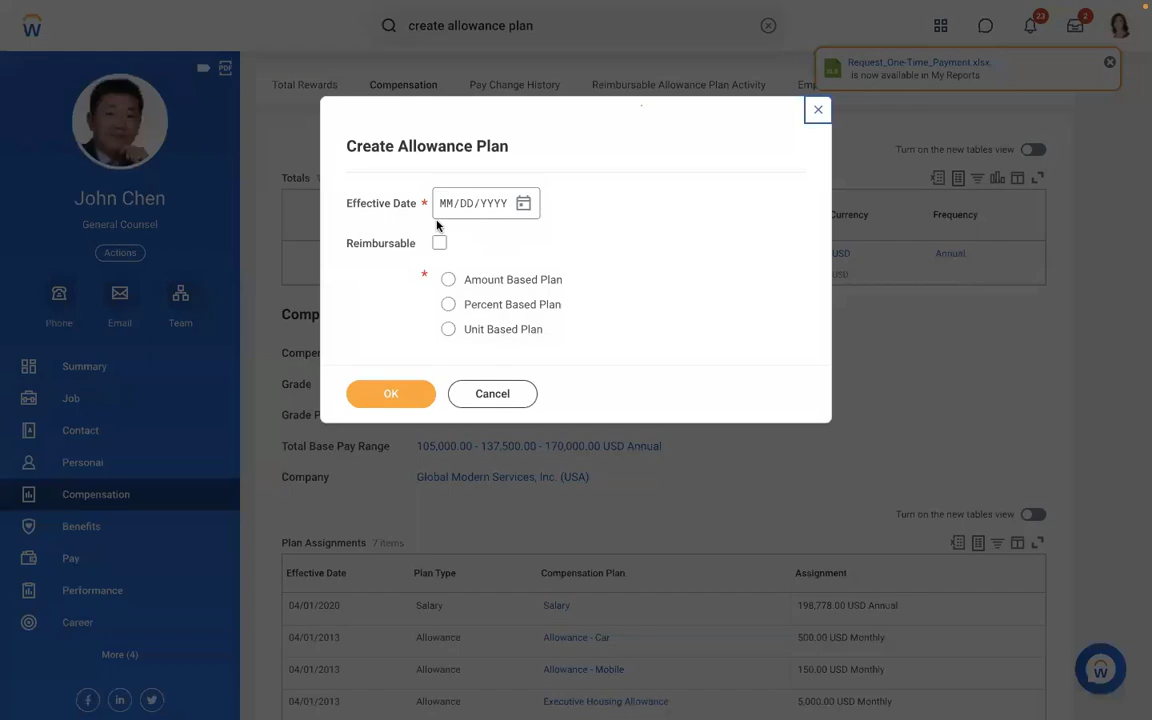 create allowance plan
23
2
Request_One-Time_Payment.xlsx.
is now available in My Reports
Total Rewards Compensation Pay Change History Reimbursable Allowance Plan Activity
PDF
Turn on the new tables view
Totals
Currency Frequency
USD Annual
USD
John Chen
General Counsel
Actions
Phone Email Team
Summary
Job
Contact
Personal
Compensation
Benefits
Pay
Performance
Career
More (4)
Create Allowance Plan
Effective Date * MM/DD/YYYY
Reimbursable
* Amount Based Plan
Percent Based Plan
Unit Based Plan
OK Cancel
Grade
Total Base Pay Range 105,000.00 - 137,500.00 - 170,000.00 USD Annual
Company Global Modern Services, Inc. (USA)
Turn on the new tables view
Plan Assignments 7 items
Effective Date Plan Type Compensation Plan Assignment
04/01/2020 Salary Salary 198,778.00 USD Annual
04/01/2013 Allowance Allowance - Car 500.00 USD Monthly
04/01/2013 Allowance Allowance - Mobile 150.00 USD Monthly
04/01/2013 Allowance Executive Housing Allowance 5,000.00 USD Monthly